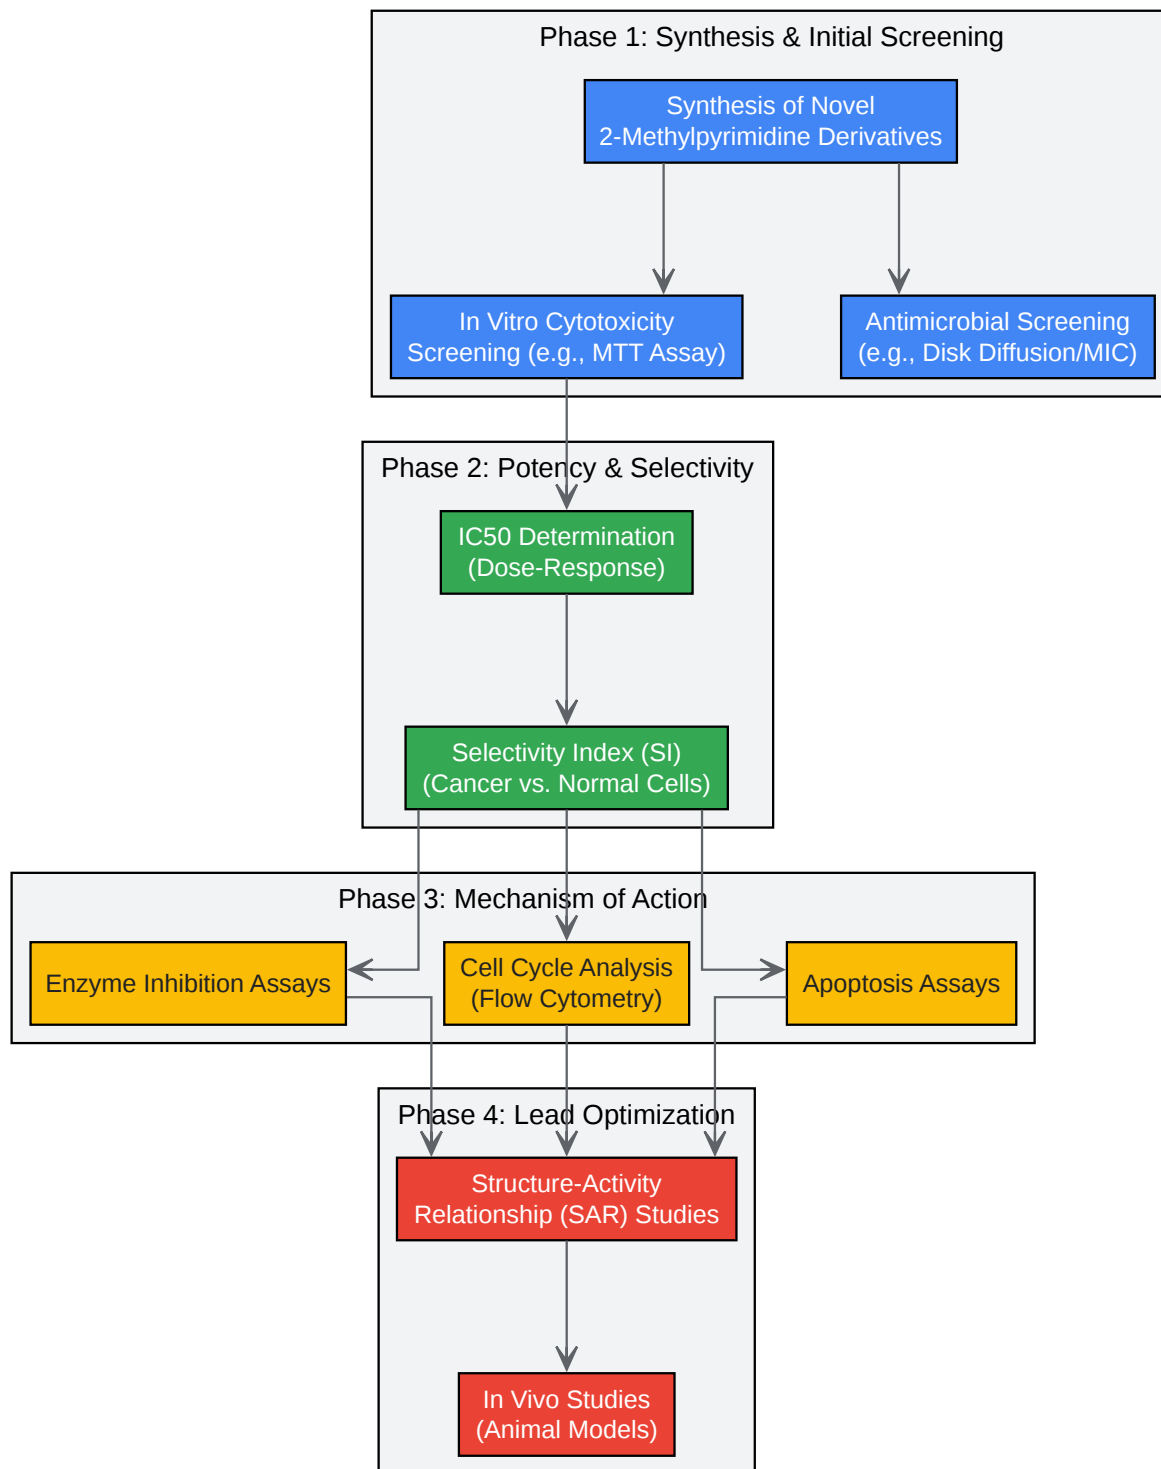 Phase 1: Synthesis & Initial Screening
Synthesis of Novel
2-Methylpyrimidine Derivatives
In Vitro Cytotoxicity
Screening (e.g., MTT Assay)
Antimicrobial Screening
(e.g., Disk Diffusion/MIC)
Phase 2: Potency & Selectivity
IC50 Determination
(Dose-Response)
Selectivity Index (SI)
(Cancer vs. Normal Cells)
Phase 3: Mechanism of Action
Enzyme Inhibition Assays
Cell Cycle Analysis
(Flow Cytometry)
Apoptosis Assays
Phase 4: Lead Optimization
Structure-Activity
Relationship (SAR) Studies
In Vivo Studies
(Animal Models)